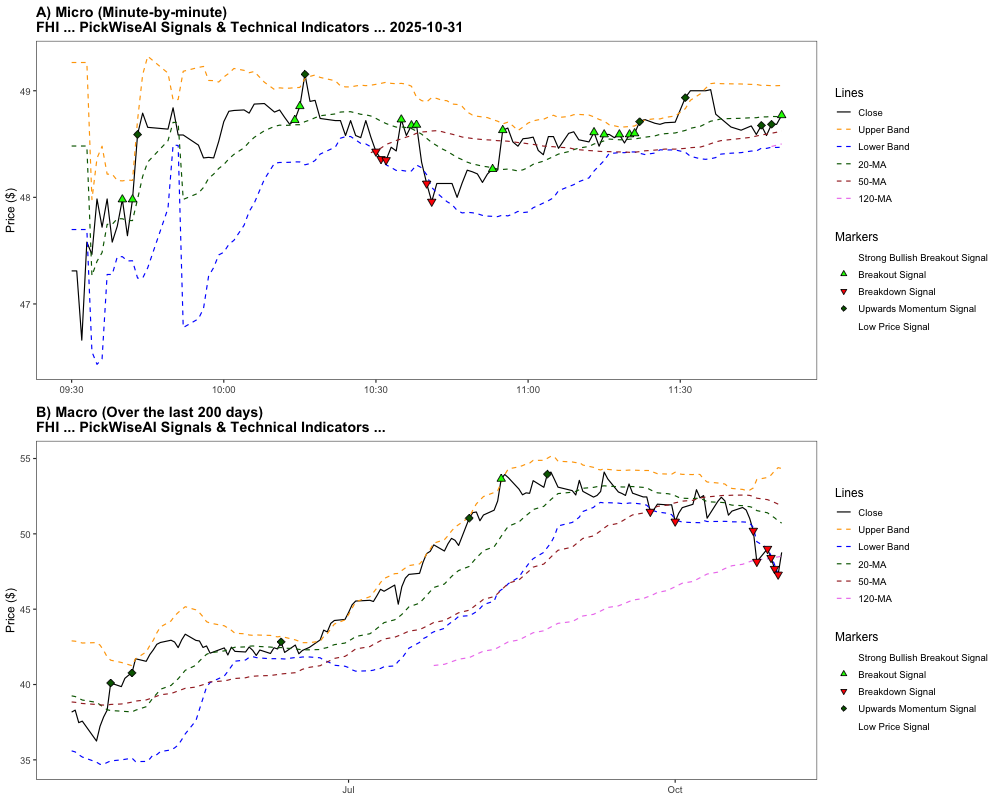 A) Micro (Minute-by-minute)
FHI ... PickWiseAI Signals & Technical Indicators ... 2025-10-31
Price ($)
49
48
47
09:30
10:00
10:30
11:00
11:30
Lines
Close
Upper Band
Lower Band
20-MA
50-MA
120-MA
Markers
Strong Bullish Breakout Signal
Breakout Signal
Breakdown Signal
Upwards Momentum Signal
Low Price Signal
B) Macro (Over the last 200 days)
FHI ... PickWiseAI Signals & Technical Indicators ...
Price ($)
55
50
45
40
35
Jul
Oct
Lines
Close
Upper Band
Lower Band
20-MA
50-MA
120-MA
Markers
Strong Bullish Breakout Signal
Breakout Signal
Breakdown Signal
Upwards Momentum Signal
Low Price Signal